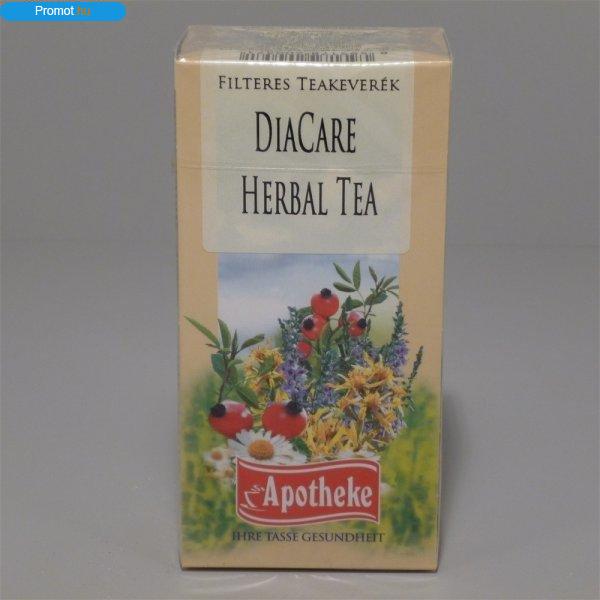 Promot.hu
FILTERES TEAKEVERÉK
DIACARE
HERBAL TEA
Apotheke
IHRE TASSE GESUNDHEIT